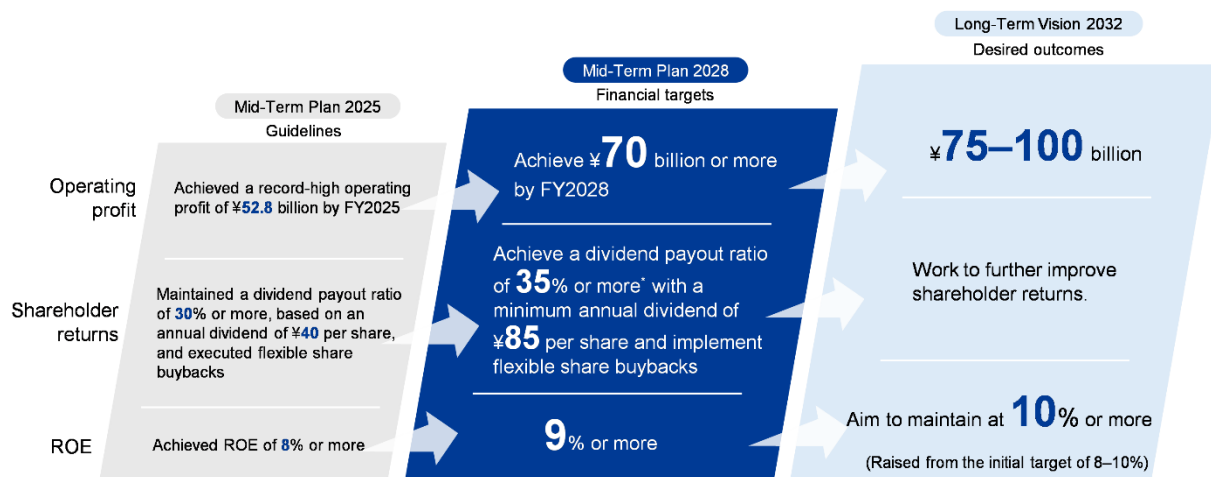 Long-Term Vision 2032
Desired outcomes
Mid-Term Plan 2028
Financial targets
Mid-Term Plan 2025
Guidelines
Operating
profit
Achieved a record-high operating
profit of ¥52.8 billion by FY2025
Achieve ¥70 billion or more
by FY2028
¥75–100 billion
Shareholder
returns
Maintained a dividend payout ratio
of 30% or more, based on an
annual dividend of ¥40 per share,
and executed flexible share
buybacks
Achieve a dividend payout ratio
of 35% or more* with a
minimum annual dividend of
¥85 per share and implement
flexible share buybacks
Work to further improve
shareholder returns.
ROE
Achieved ROE of 8% or more
9% or more
Aim to maintain at 10% or more
(Raised from the initial target of 8–10%)